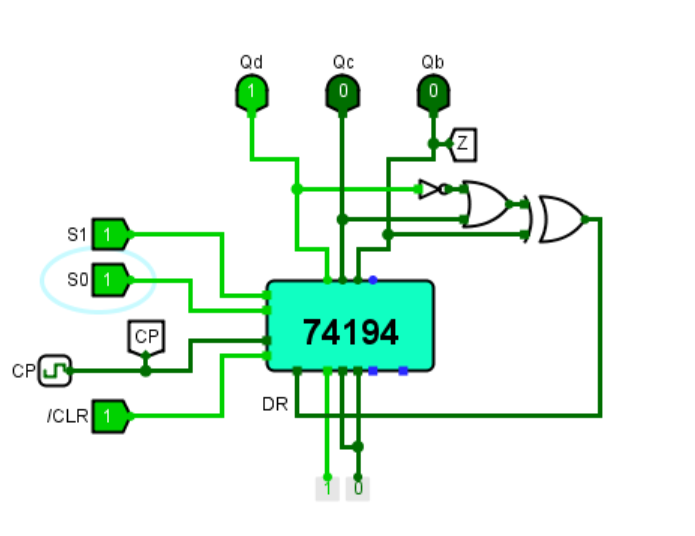 Qd Qc Qb
1 0 0
Z
S1 1
S0 1
74194
CP
CP
/CLR 1
DR
1 0